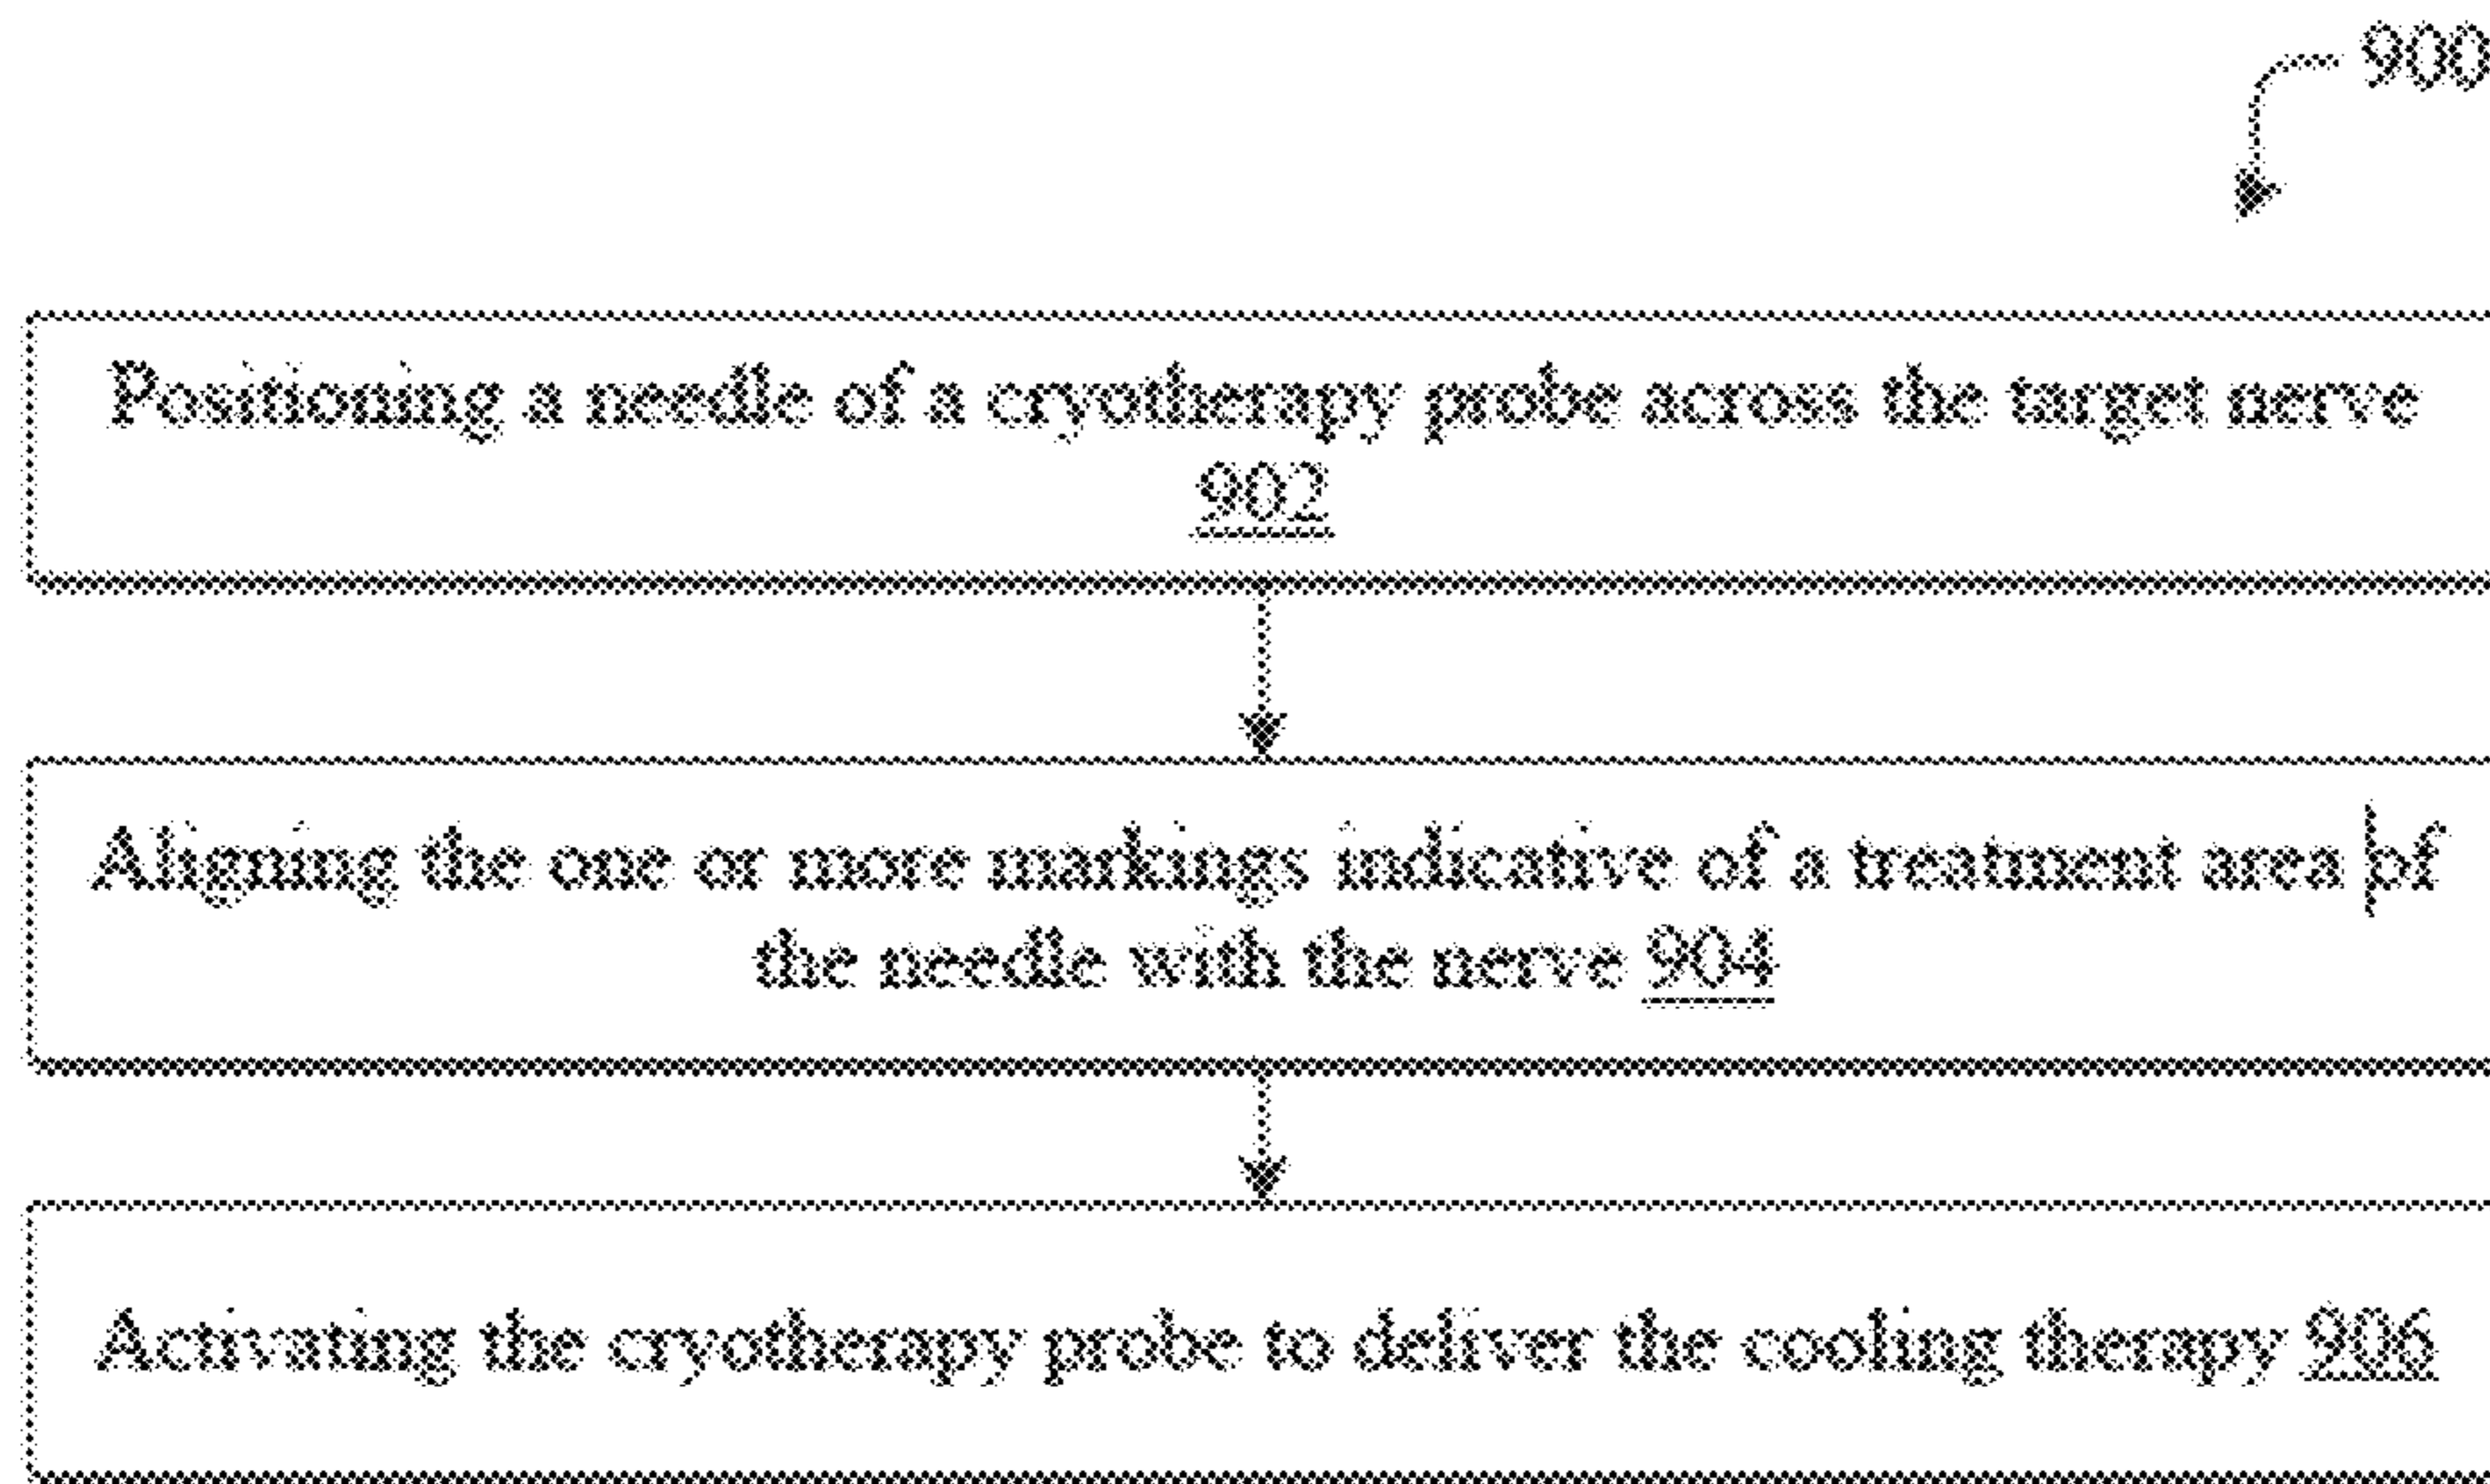 900
Positioning a needle of a cryotherapy probe across the target nerve
902
Aligning the one or more markings indicative of a treatment area of
the needle with the nerve 904
Activating the cryotherapy probe to deliver the cooling therapy 906